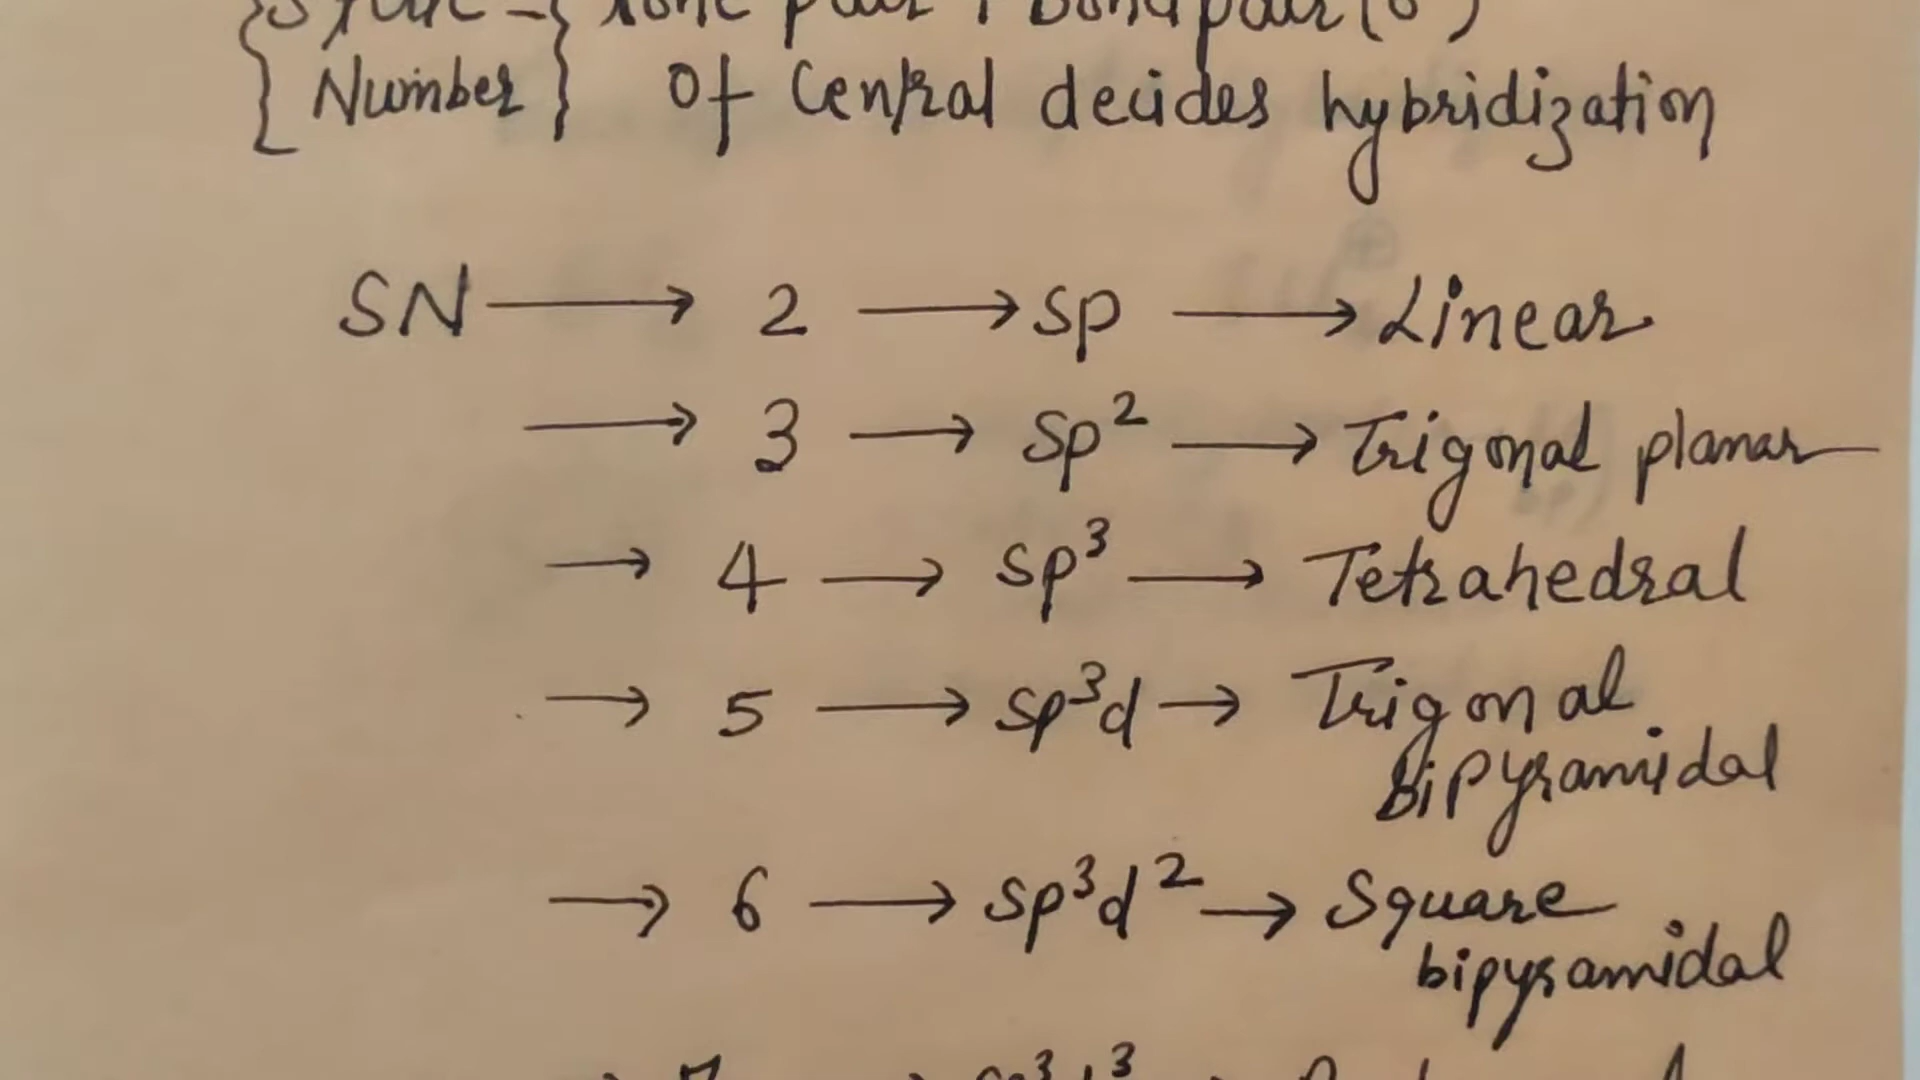 Number} Of Central decides hybridization
SN → 2 → sp → Linear
→ 3 → sp² → Trigonal planar
→ 4 → sp³ → Tetrahedral
→ 5 → sp³d → Trigonal
bipyramidal
→ 6 → sp³d² → Square
bipyramidal